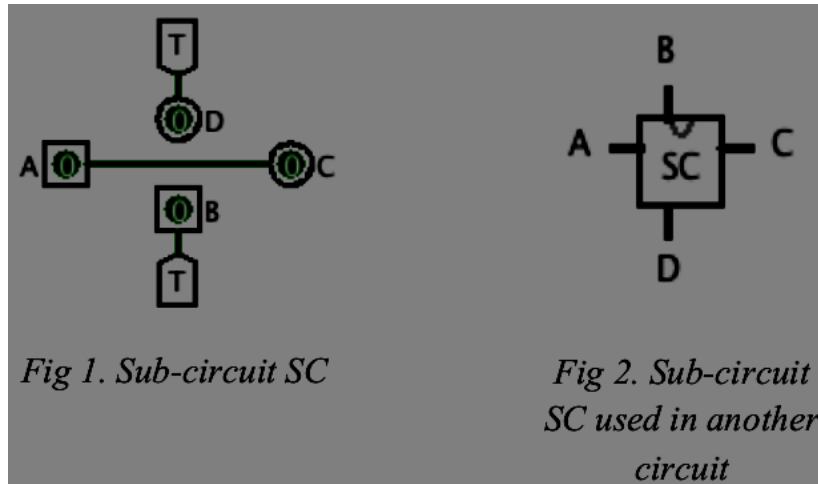 T
0 D
A 0 0 C
0 B
T
Fig 1. Sub-circuit SC
B
A SC C
D
Fig 2. Sub-circuit
SC used in another
circuit